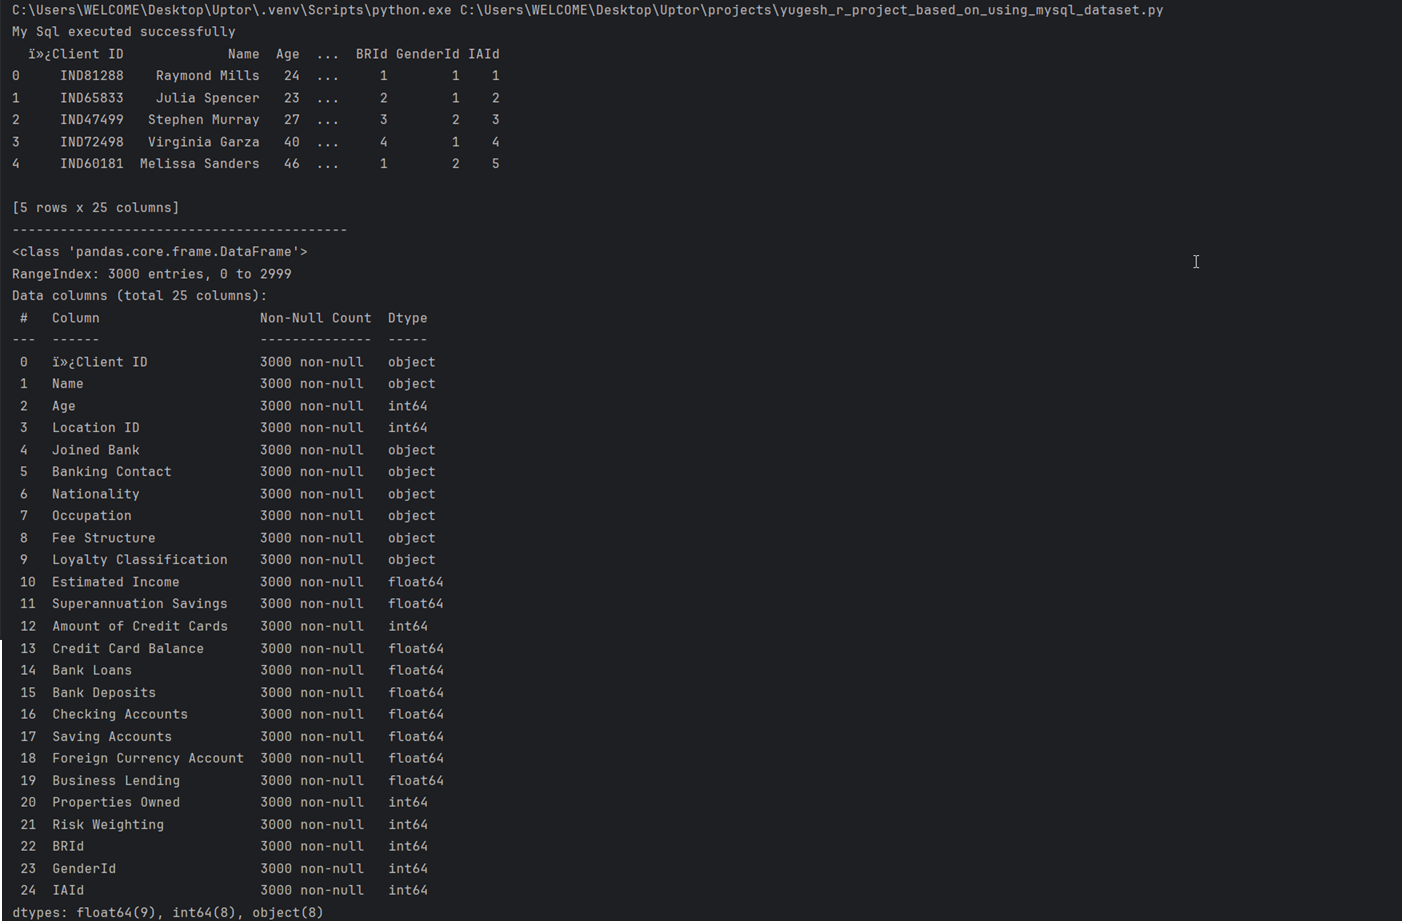 C:\Users\WELCOME\Desktop\Uptor\.venv\Scripts\python.exe C:\Users\WELCOME\Desktop\Uptor\projects\yugesh_r_project_based_on_using_mysql_dataset.py
My Sql executed successfully
  ï»¿Client ID             Name  Age  ...  BRId GenderId IAId
0     IND81288    Raymond Mills   24  ...     1        1    1
1     IND65833    Julia Spencer   23  ...     2        1    2
2     IND47499   Stephen Murray   27  ...     3        2    3
3     IND72498   Virginia Garza   40  ...     4        1    4
4     IND60181  Melissa Sanders   46  ...     1        2    5
[5 rows x 25 columns]
------------------------------------------
<class 'pandas.core.frame.DataFrame'>
RangeIndex: 3000 entries, 0 to 2999
Data columns (total 25 columns):
 #   Column                    Non-Null Count  Dtype
---  ------                    --------------  -----
 0   ï»¿Client ID              3000 non-null   object
 1   Name                      3000 non-null   object
 2   Age                       3000 non-null   int64
 3   Location ID               3000 non-null   int64
 4   Joined Bank               3000 non-null   object
 5   Banking Contact           3000 non-null   object
 6   Nationality               3000 non-null   object
 7   Occupation                3000 non-null   object
 8   Fee Structure             3000 non-null   object
 9   Loyalty Classification    3000 non-null   object
 10  Estimated Income          3000 non-null   float64
 11  Superannuation Savings    3000 non-null   float64
 12  Amount of Credit Cards    3000 non-null   int64
 13  Credit Card Balance       3000 non-null   float64
 14  Bank Loans                3000 non-null   float64
 15  Bank Deposits             3000 non-null   float64
 16  Checking Accounts         3000 non-null   float64
 17  Saving Accounts           3000 non-null   float64
 18  Foreign Currency Account  3000 non-null   float64
 19  Business Lending          3000 non-null   float64
 20  Properties Owned          3000 non-null   int64
 21  Risk Weighting            3000 non-null   int64
 22  BRId                      3000 non-null   int64
 23  GenderId                  3000 non-null   int64
 24  IAId                      3000 non-null   int64
dtypes: float64(9), int64(8), object(8)